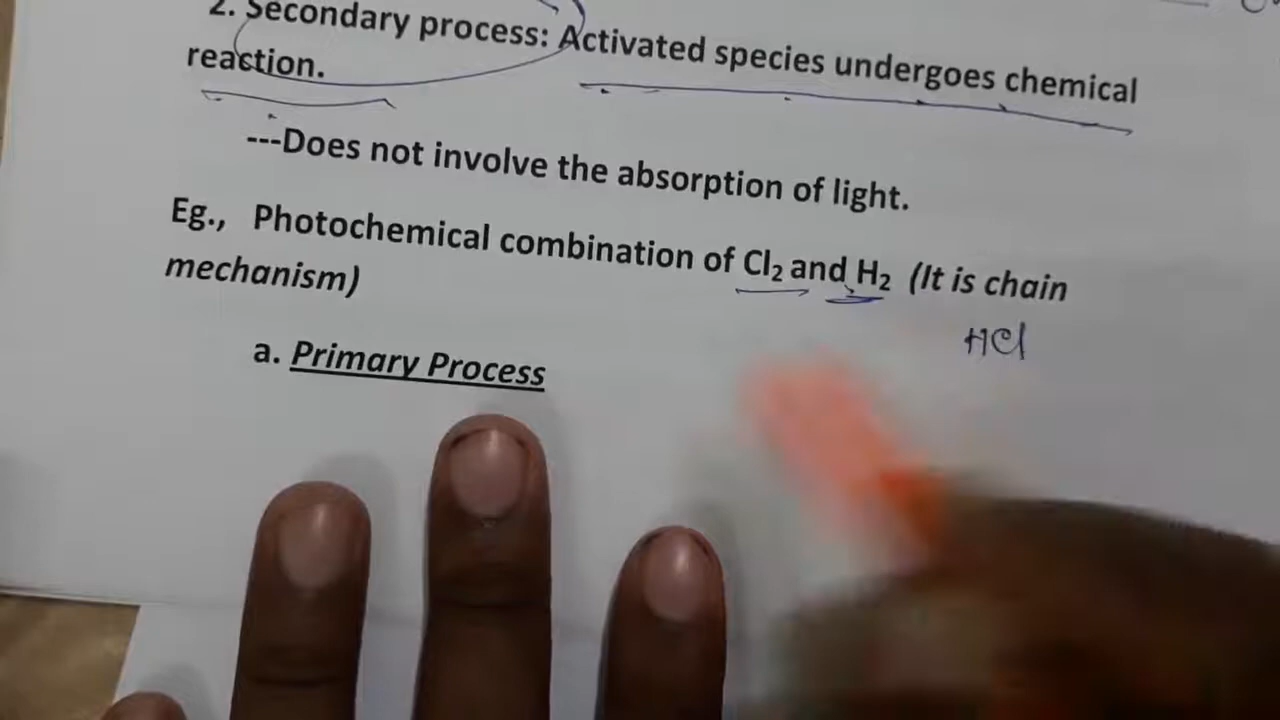 2. Secondary process: Activated species undergoes chemical
reaction.
---Does not involve the absorption of light.
Eg., Photochemical combination of Cl₂ and H₂ (It is chain
mechanism)
HCl
a. Primary Process